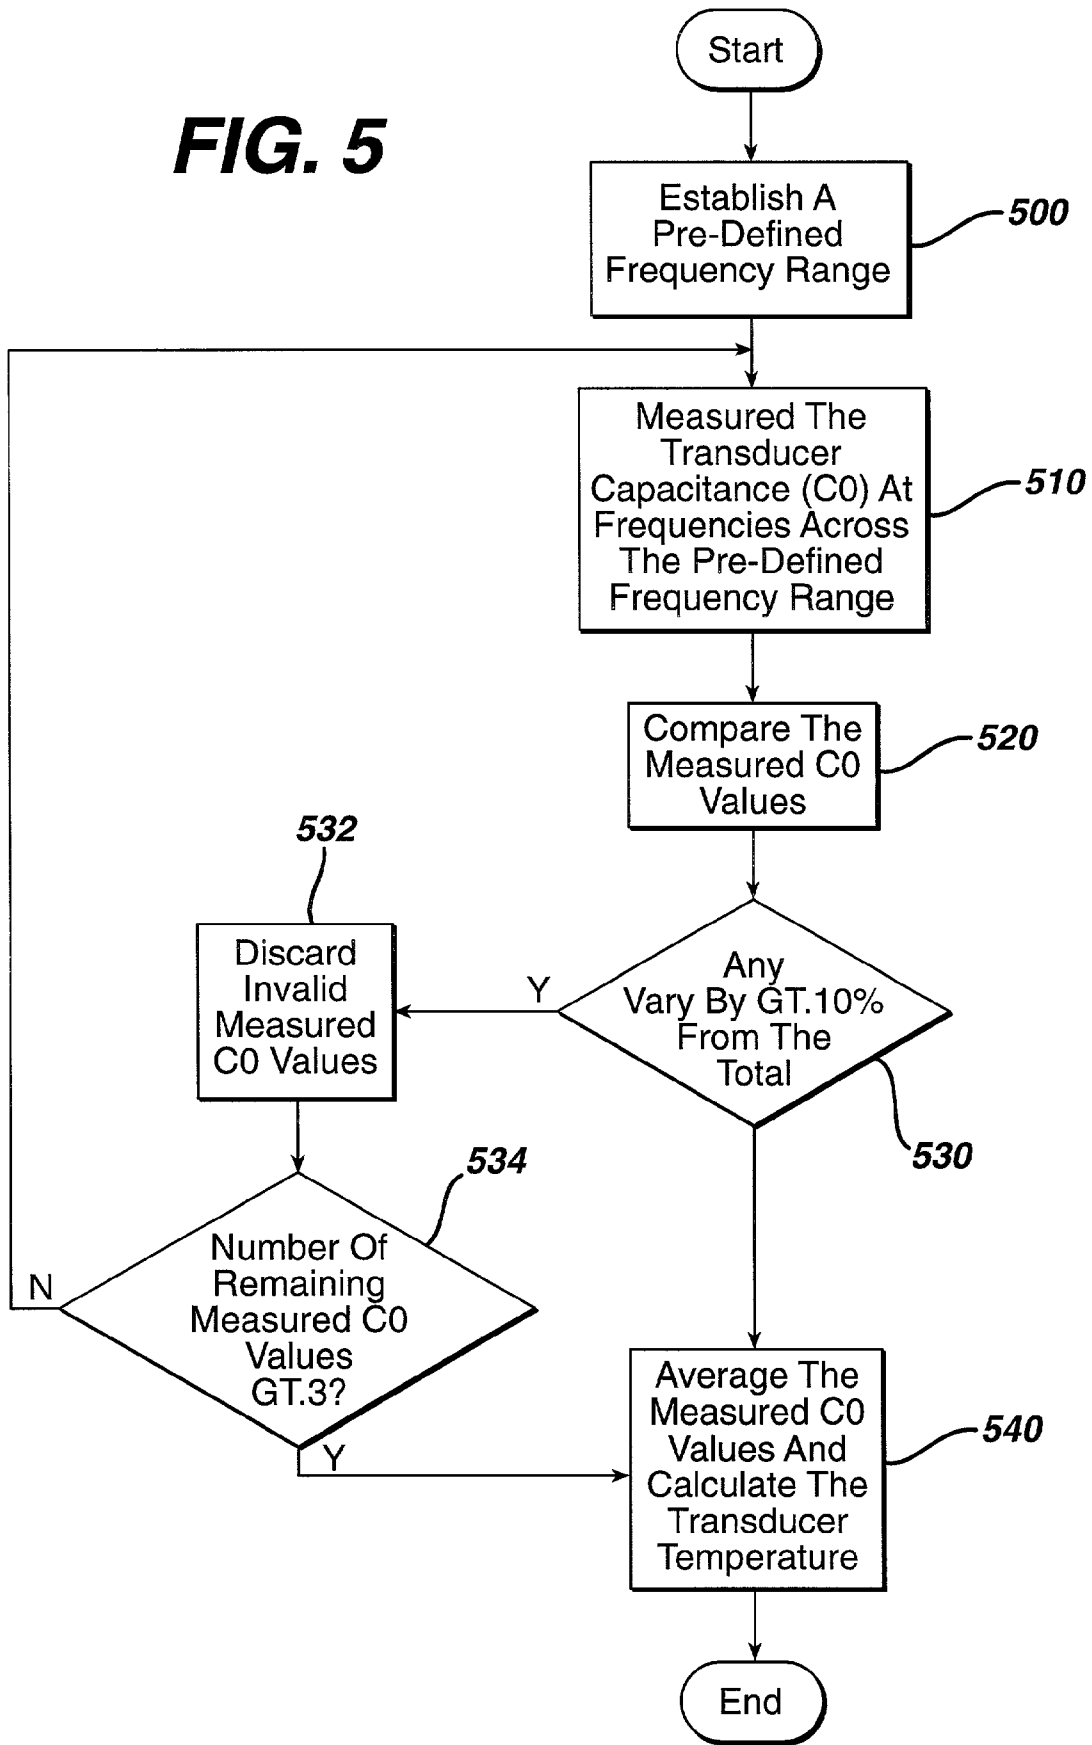 Start
FIG. 5
Establish A
Pre-Defined
Frequency Range
500
Measured The
Transducer
Capacitance (C0) At
Frequencies Across
The Pre-Defined
Frequency Range
510
Compare The
Measured C0
Values
520
532
Discard
Invalid
Measured
C0 Values
Y
Any
Vary By GT.10%
From The
Total
530
534
Number Of
Remaining
Measured C0
Values
GT.3?
N
Y
Average The
Measured C0
Values And
Calculate The
Transducer
Temperature
540
End